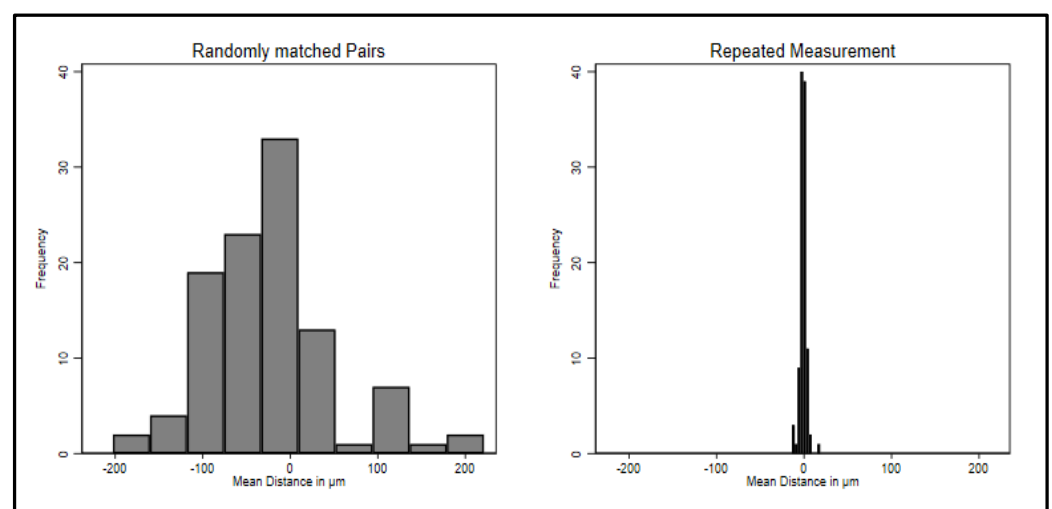 Randomly matched Pairs
40
30
20
10
0
Frequency
-200 -100 0 100 200
Mean Distance in µm
Repeated Measurement
40
30
20
10
0
Frequency
-200 -100 0 100 200
Mean Distance in µm